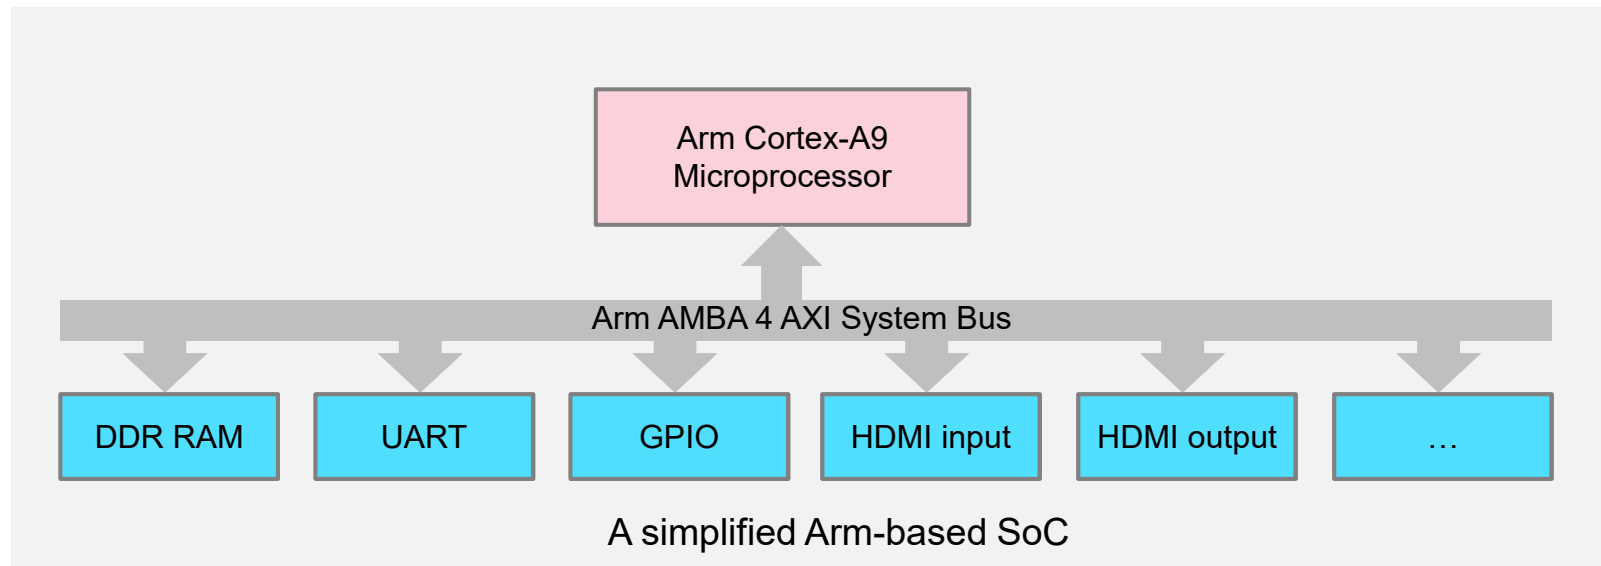 Arm Cortex-A9
Microprocessor
Arm AMBA 4 AXI System Bus
DDR RAM
UART
GPIO
HDMI input
HDMI output
…
A simplified Arm-based SoC